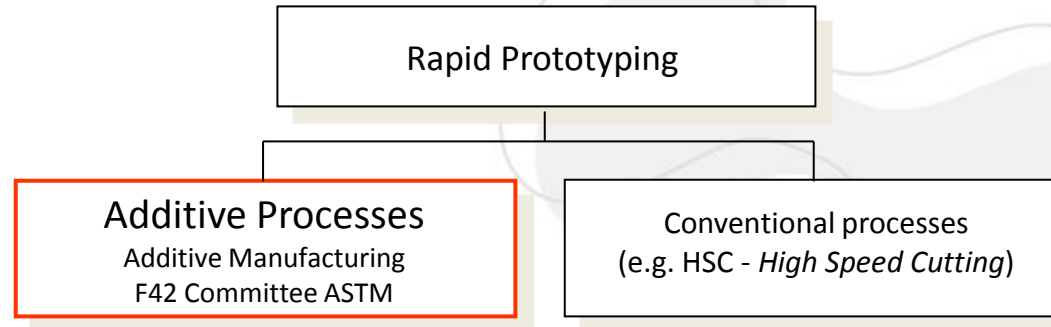 Rapid Prototyping
Additive Processes
Additive Manufacturing
F42 Committee ASTM
Conventional processes
(e.g. HSC - High Speed Cutting)